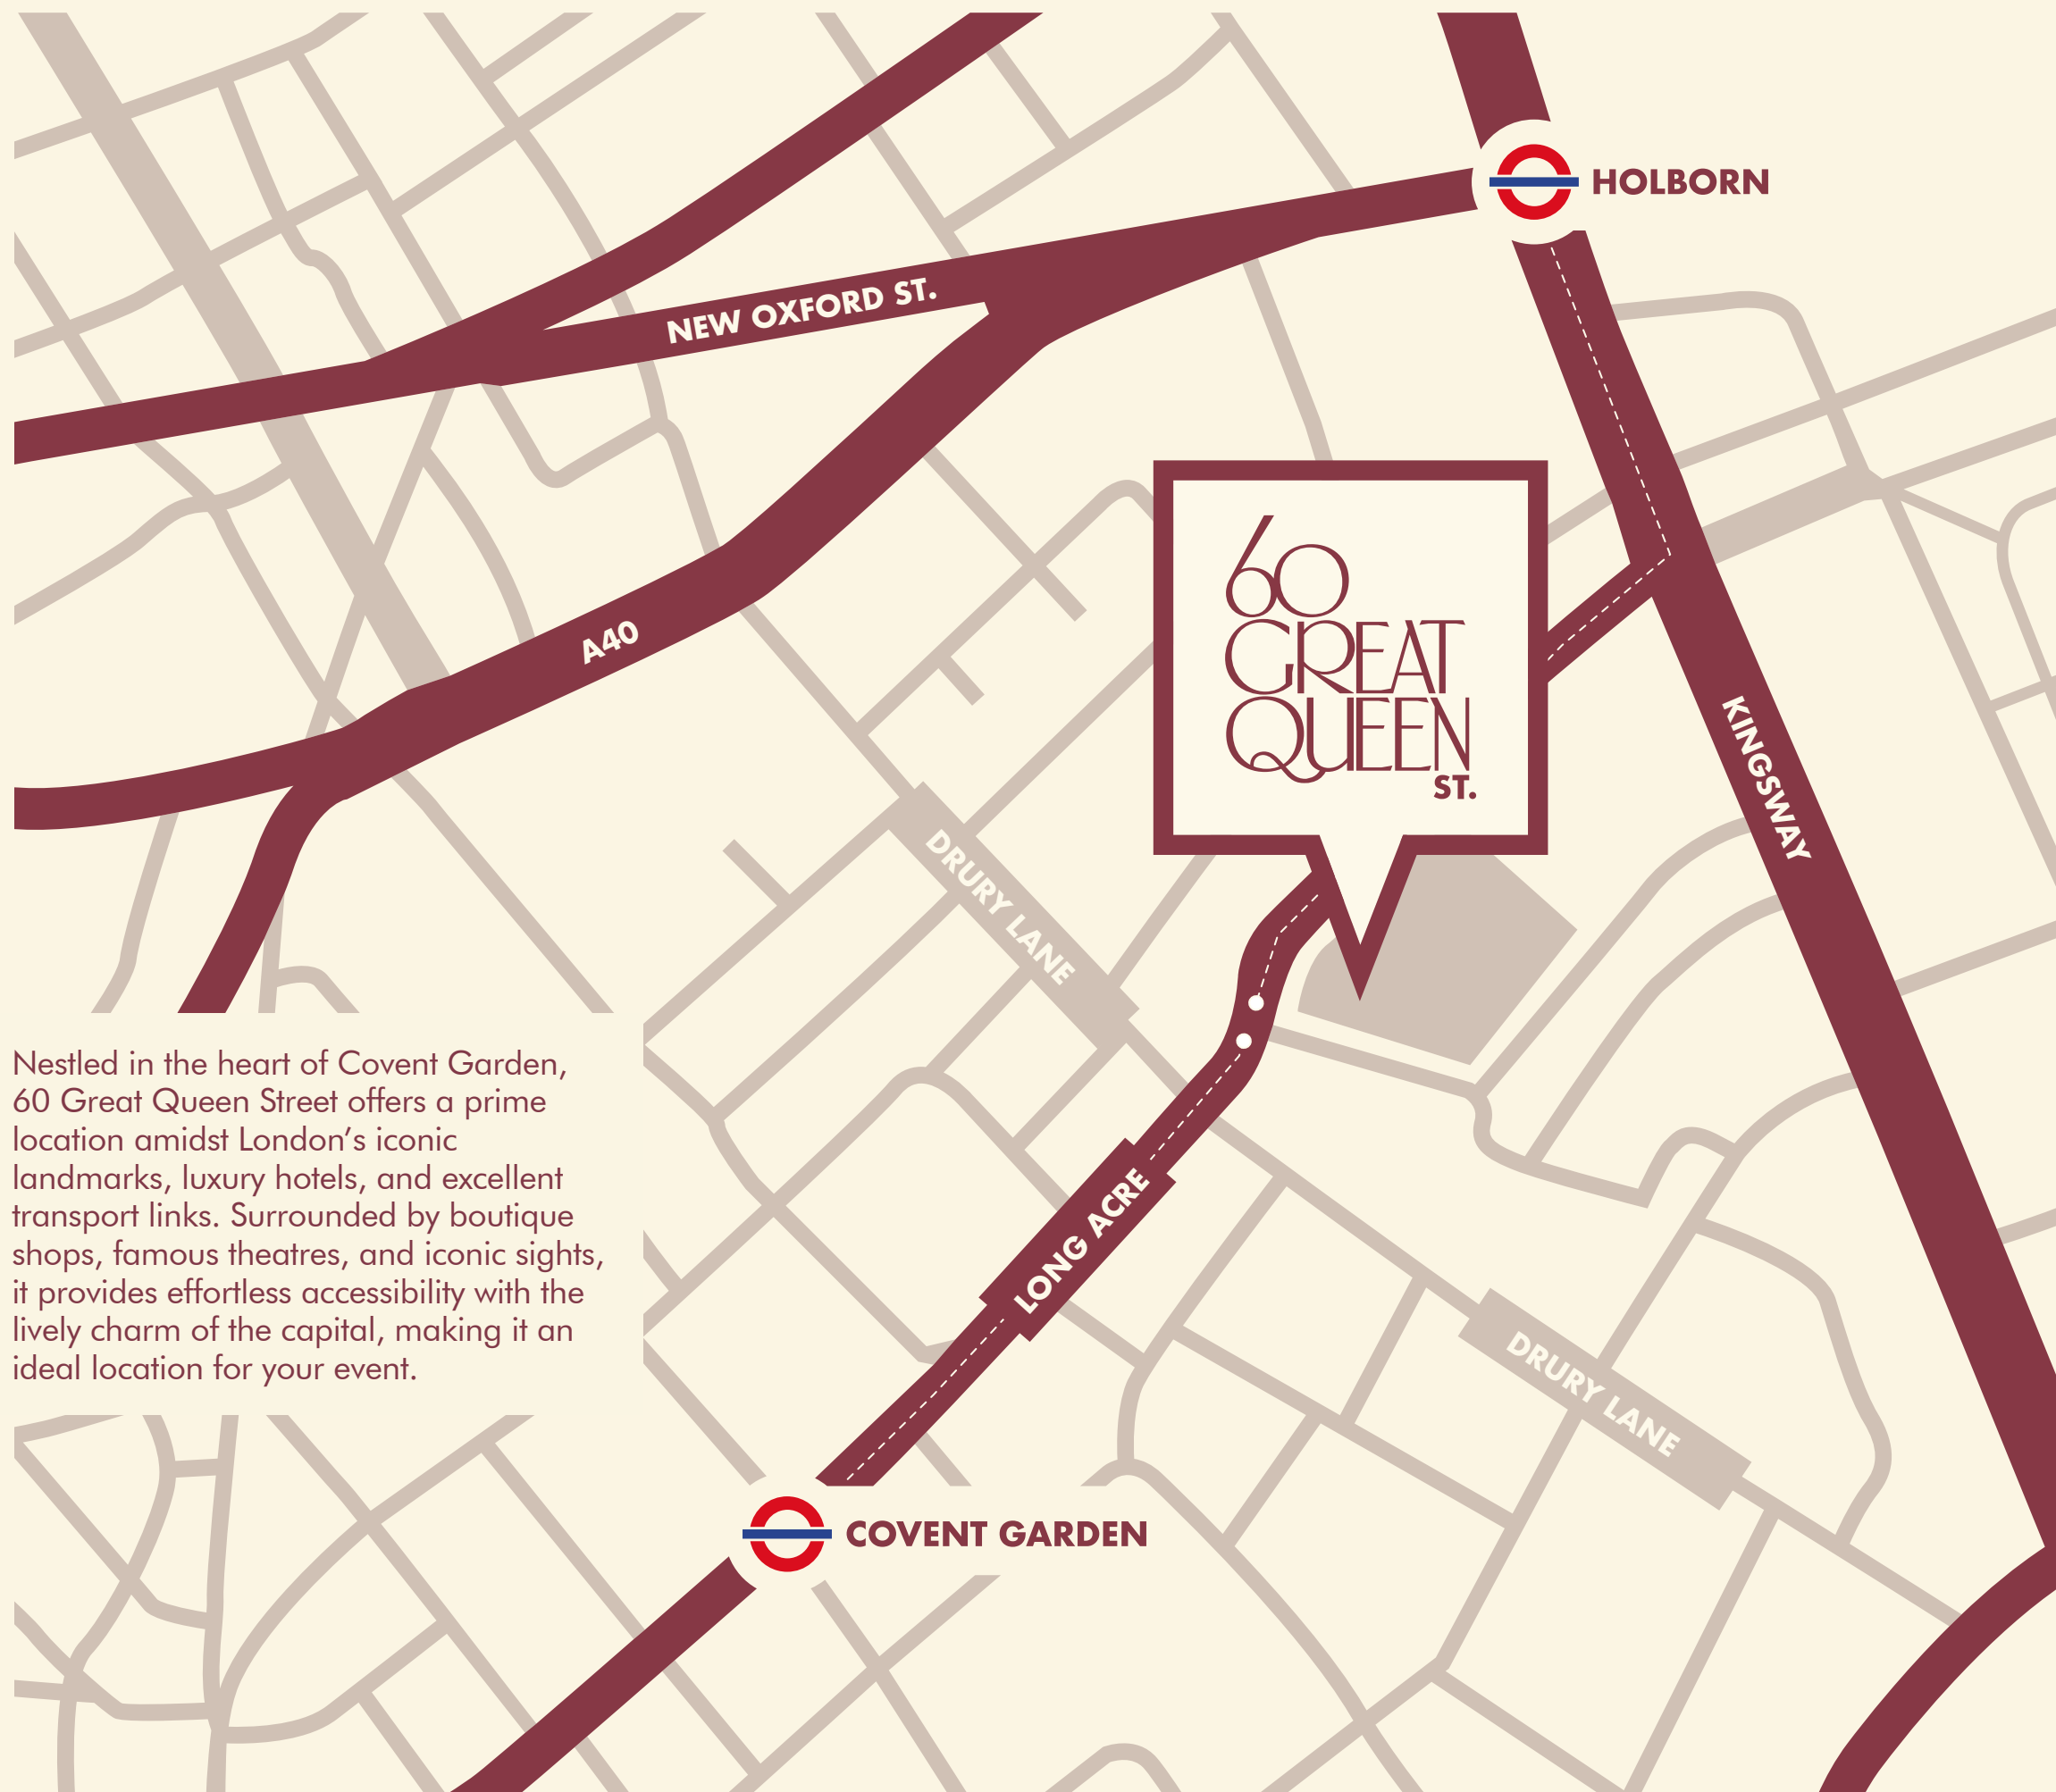 HOLBORN
NEW OXFORD ST.
A40
60
GREAT
QUEEN
ST.
KINGSWAY
DRURY LANE
Nestled in the heart of Covent Garden,
60 Great Queen Street offers a prime
location amidst London’s iconic
landmarks, luxury hotels, and excellent
transport links. Surrounded by boutique
shops, famous theatres, and iconic sights,
it provides effortless accessibility with the
lively charm of the capital, making it an
ideal location for your event.
LONG ACRE
DRURY LANE
COVENT GARDEN